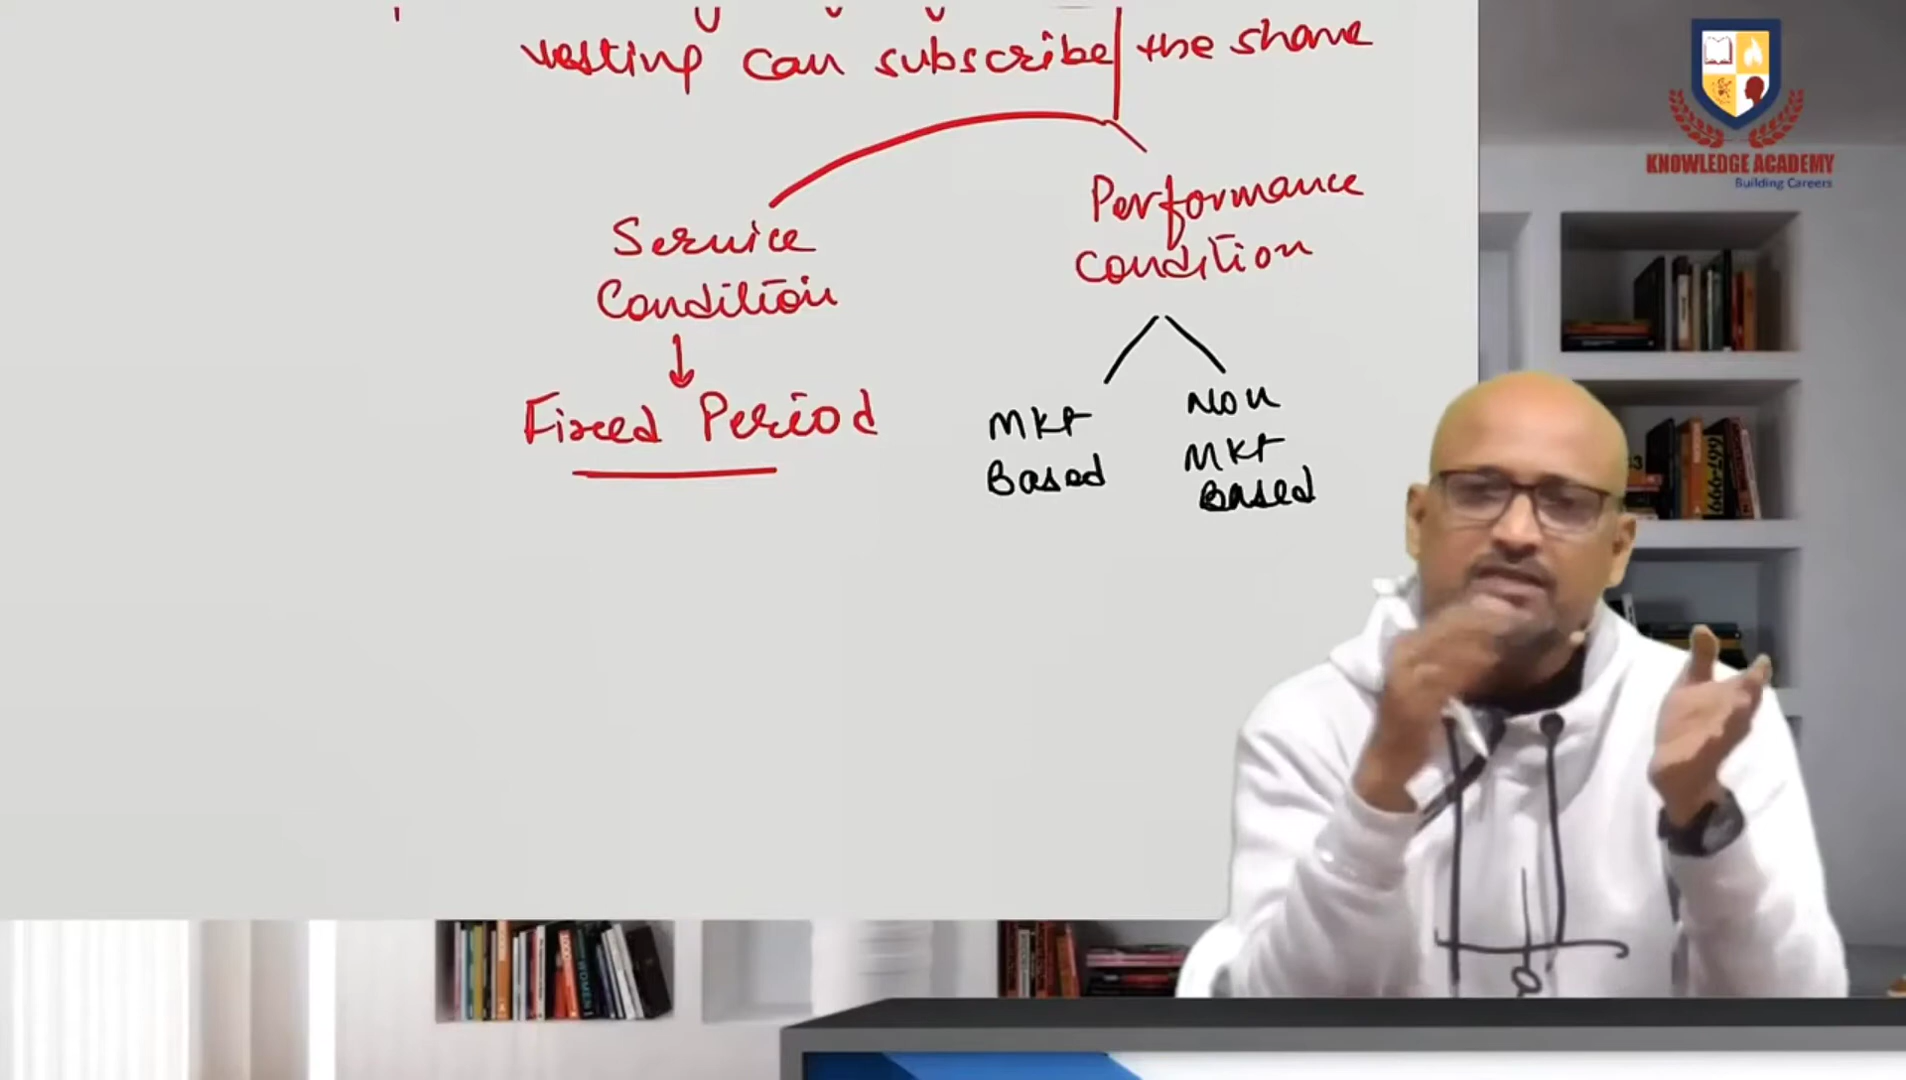 vesting can subscribe the share
Service
Condition
Fixed Period
Performance
condition
Mkt
Based
Non
Mkt
Based
KNOWLEDGE ACADEMY
Building Careers